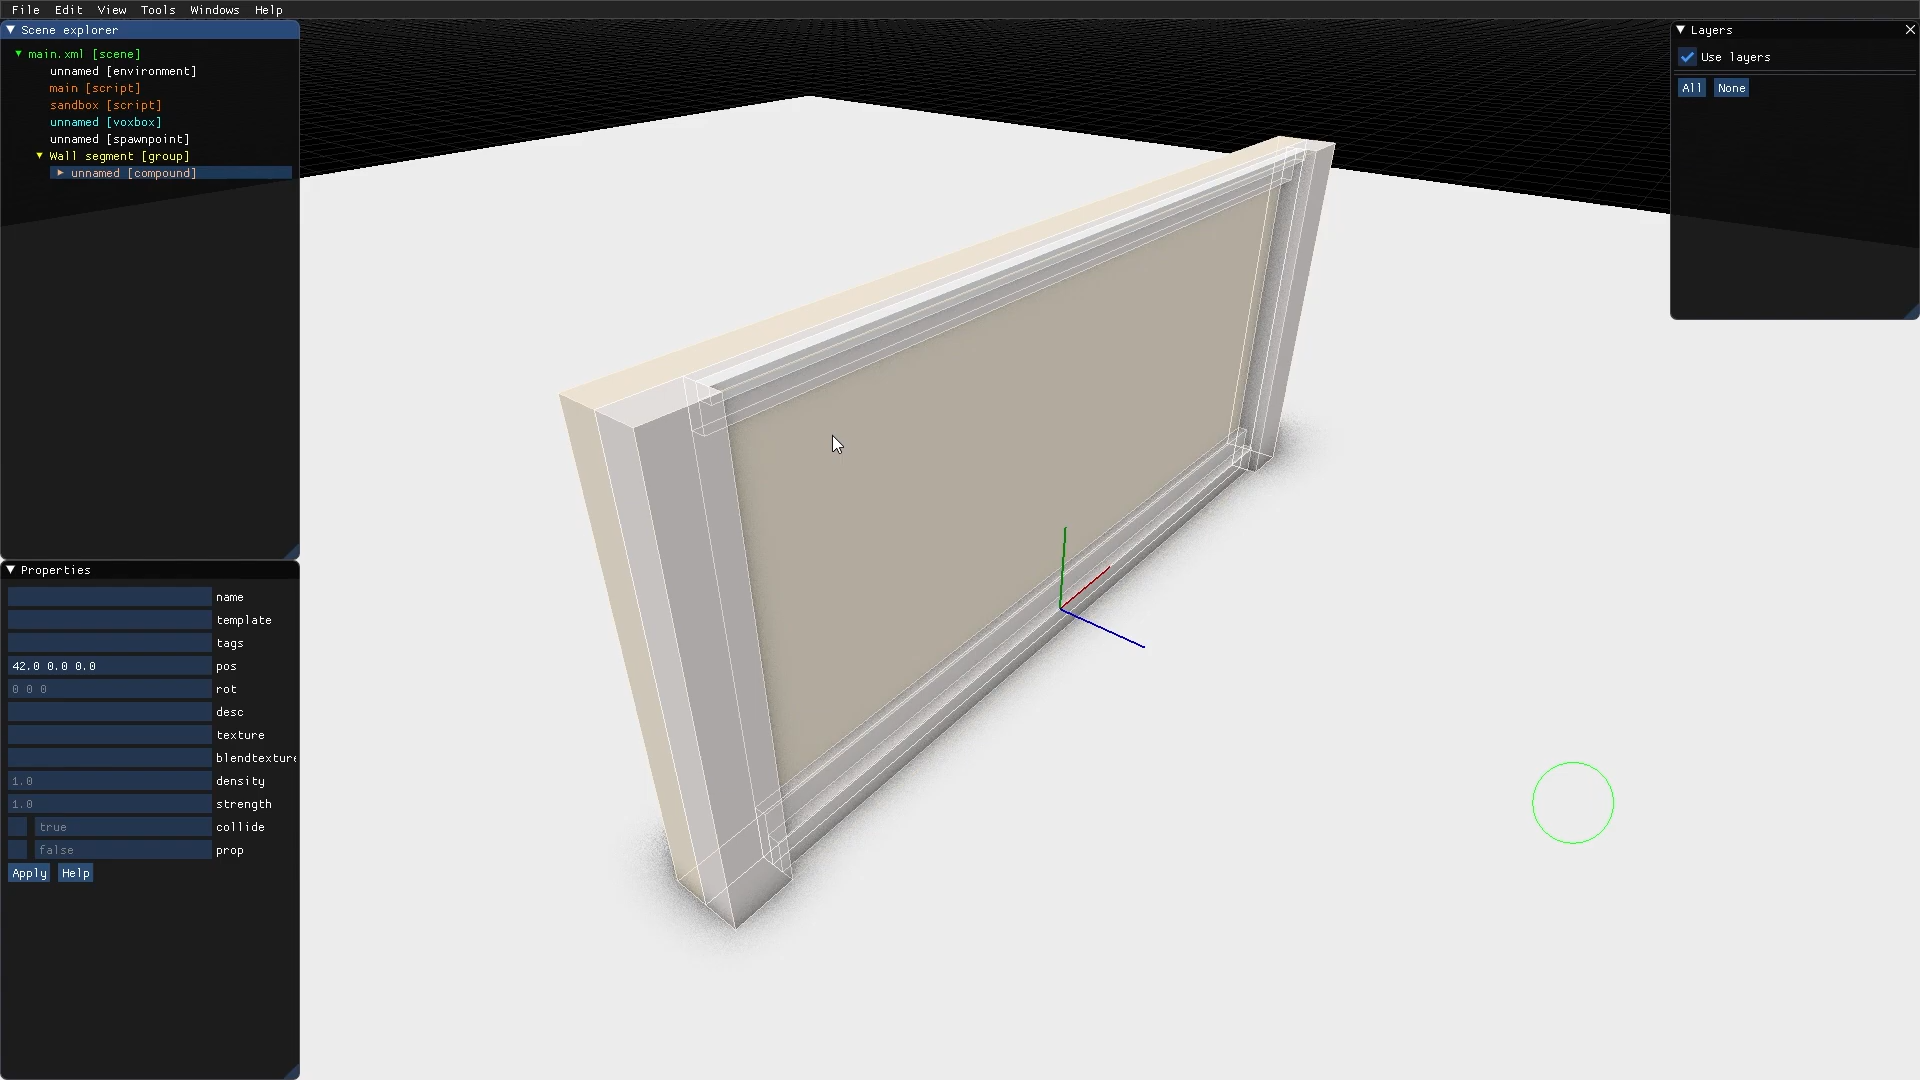 File Edit View Tools Windows Help
Scene explorer
main.xml [scene]
unnamed [environment]
main [script]
sandbox [script]
unnamed [voxbox]
unnamed [spawnpoint]
Wall segment [group]
unnamed [compound]
Properties
name
template
tags
42.0 0.0 0.0 pos
0 0 0 rot
desc
texture
blendtexture
1.0 density
1.0 strength
true collide
false prop
Apply Help
Layers
Use layers
All None